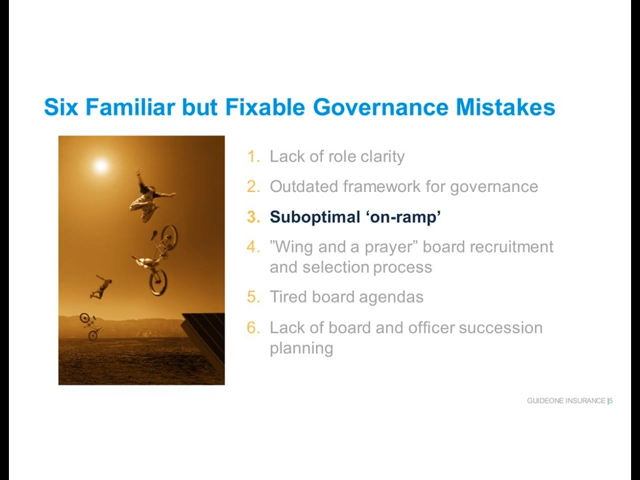 Six Familiar but Fixable Governance Mistakes
1. Lack of role clarity
2. Outdated framework for governance
3. Suboptimal ‘on-ramp’
4. ”Wing and a prayer” board recruitment
and selection process
5. Tired board agendas
6. Lack of board and officer succession
planning
GUIDEONE INSURANCE |5